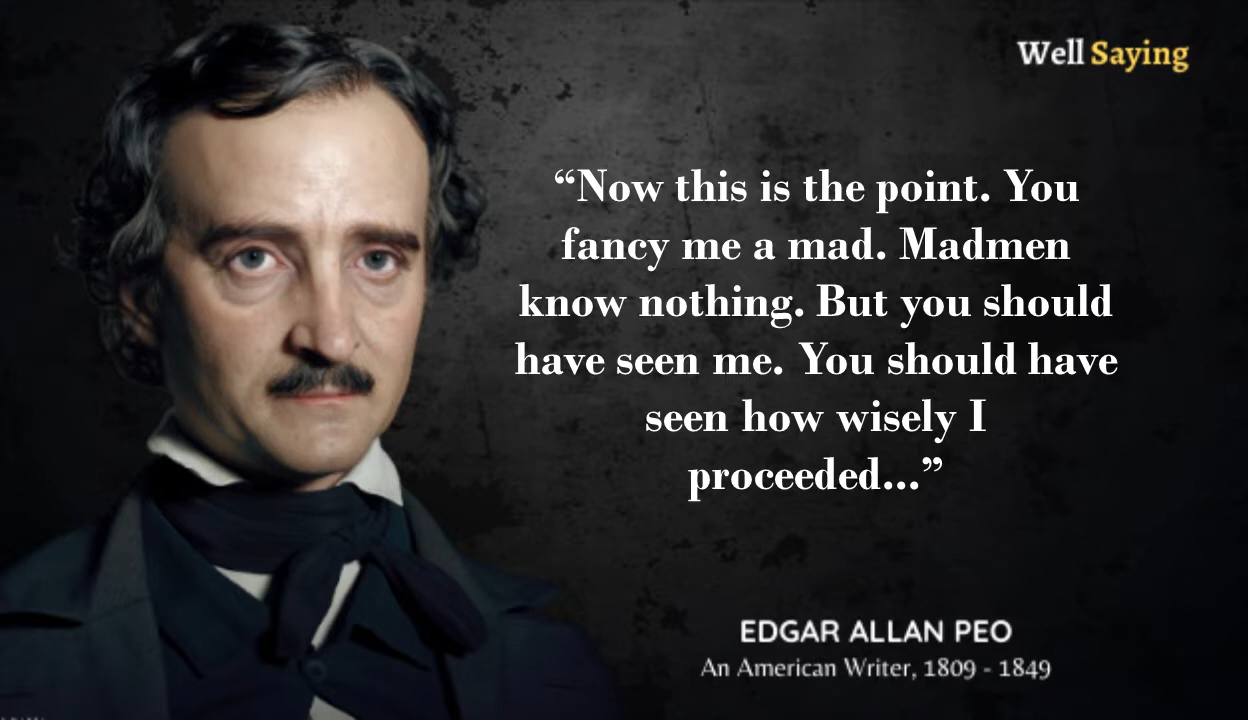 Well Saying
“Now this is the point. You
fancy me a mad. Madmen
know nothing. But you should
have seen me. You should have
seen how wisely I
proceeded...”
EDGAR ALLAN PEO
An American Writer, 1809 - 1849